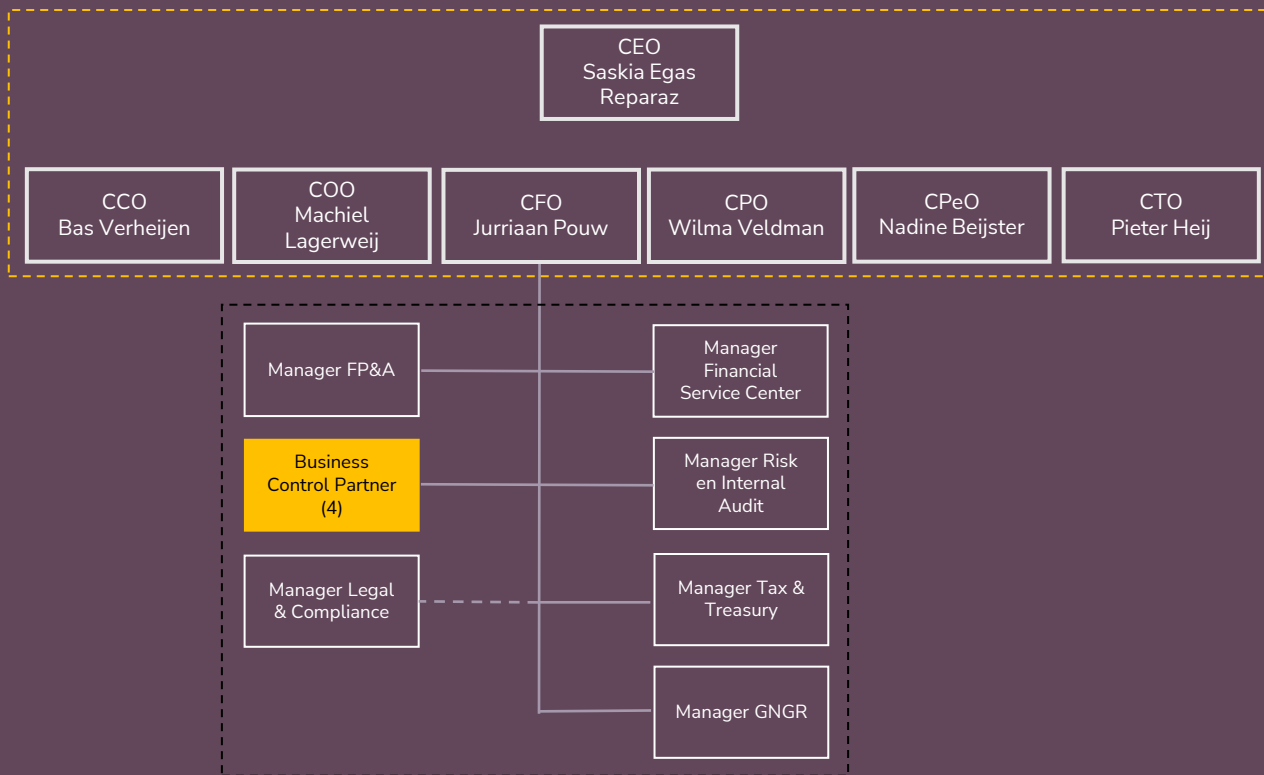 CEO
Saskia Egas
Reparaz
CCO
Bas Verheijen
COO
Machiel
Lagerweij
CFO
Jurriaan Pouw
CPO
Wilma Veldman
CPeO
Nadine Beijster
CTO
Pieter Heij
Manager FP&A
Manager
Financial
Service Center
Business
Control Partner
(4)
Manager Risk
en Internal
Audit
Manager Legal
& Compliance
Manager Tax &
Treasury
Manager GNGR